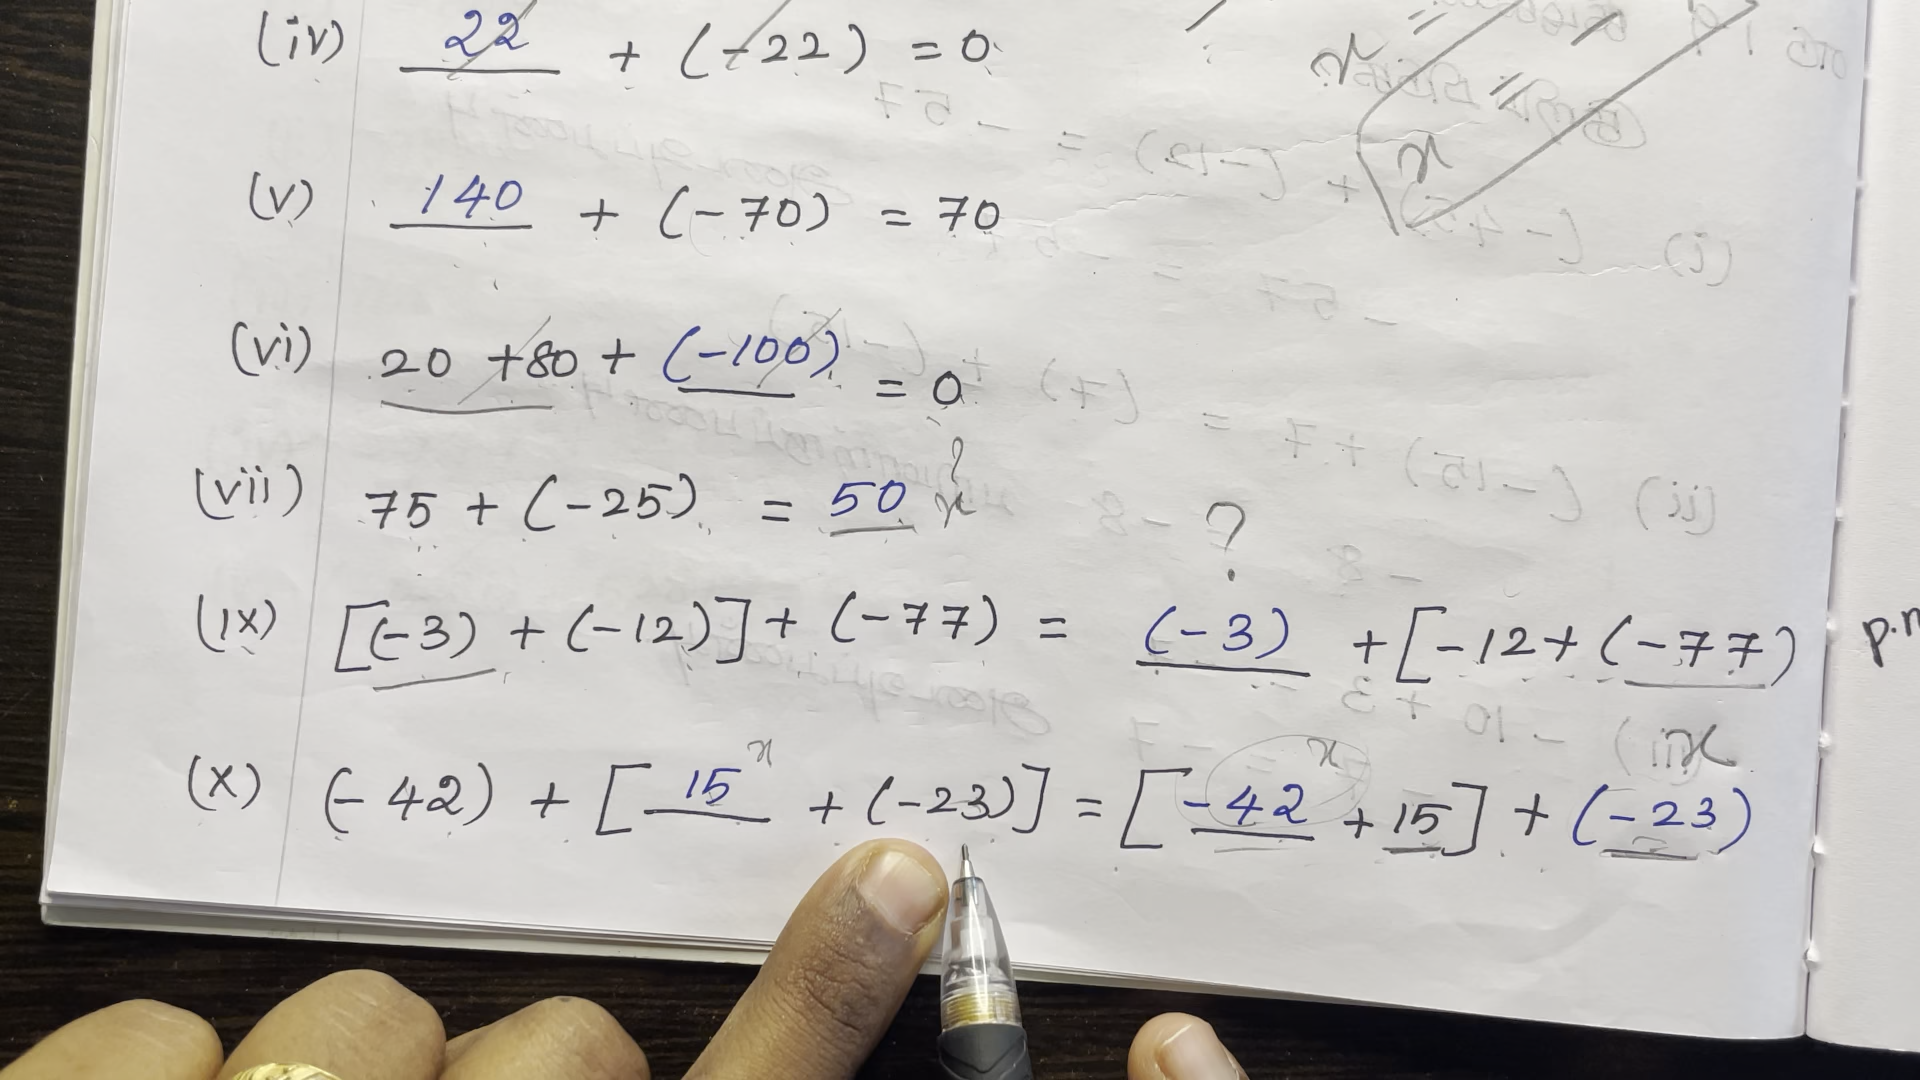 (iv) 22 + (-22) = 0
(v) 140 + (-70) = 70
(vi) 20 + 80 + (-100) = 0
(vii) 75 + (-25) = 50 x
?
(ix) [(-3) + (-12)] + (-77) = (-3) + [-12 + (-77)
(x) (-42) + [ 15 x + (-23)] = [ -42 x + 15 ] + (-23)